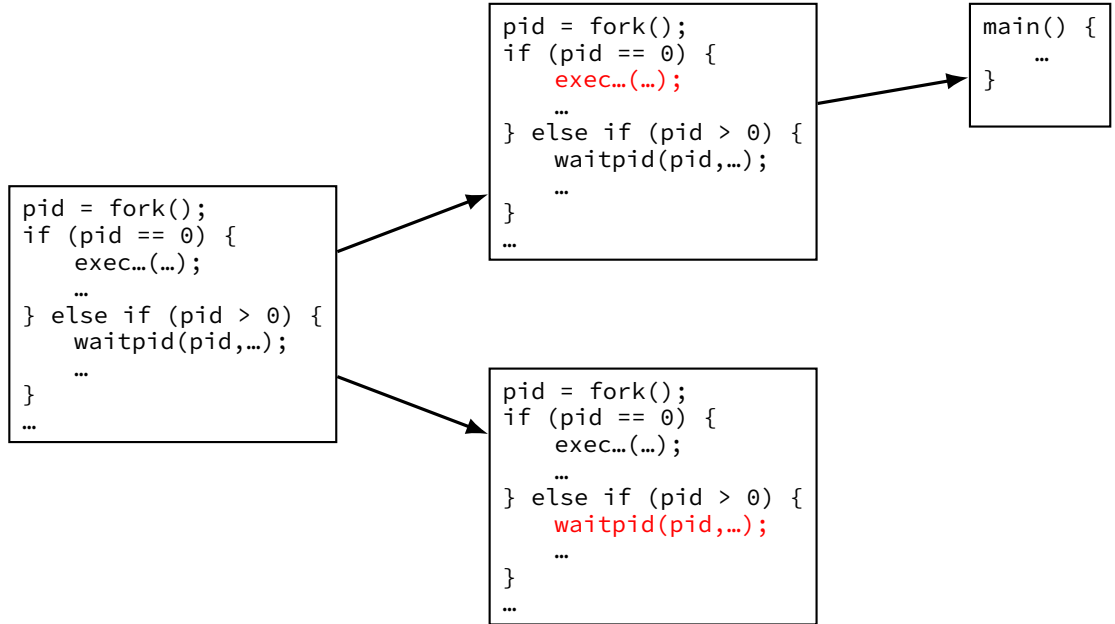 pid = fork();
if (pid == 0) {
    exec…(…);
    …
} else if (pid > 0) {
    waitpid(pid,…);
    …
}
…
pid = fork();
if (pid == 0) {
    exec…(…);
    …
} else if (pid > 0) {
    waitpid(pid,…);
    …
}
…
main() {
    …
}
pid = fork();
if (pid == 0) {
    exec…(…);
    …
} else if (pid > 0) {
    waitpid(pid,…);
    …
}
…